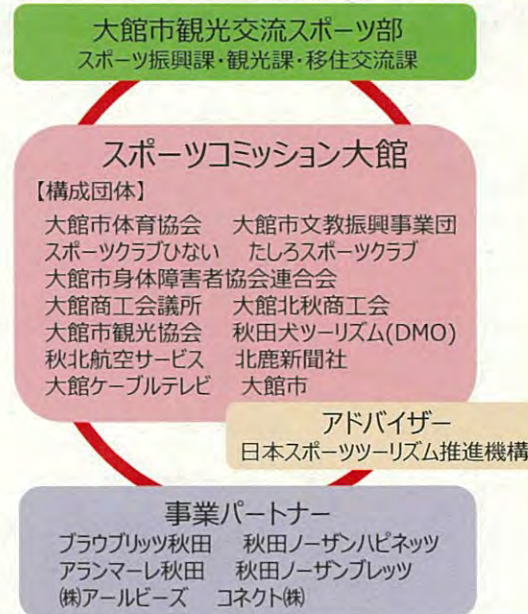 大館市観光交流スポーツ部
スポーツ振興課・観光課・移住交流課
スポーツコミッション大館
【構成団体】
大館市体育協会 大館市文教振興事業団
スポーツクラブひない たしろスポーツクラブ
大館市身体障害者協会連合会
大館商工会議所 大館北秋商工会
大館市観光協会 秋田犬ツーリズム(DMO)
秋北航空サービス 北鹿新聞社
大館ケーブルテレビ 大館市
アドバイザー
日本スポーツツーリズム推進機構
事業パートナー
ブラウブリッツ秋田 秋田ノーザンハピネッツ
アランマーレ秋田 秋田ノーザンブレッツ
㈱アールビーズ コネクト㈱